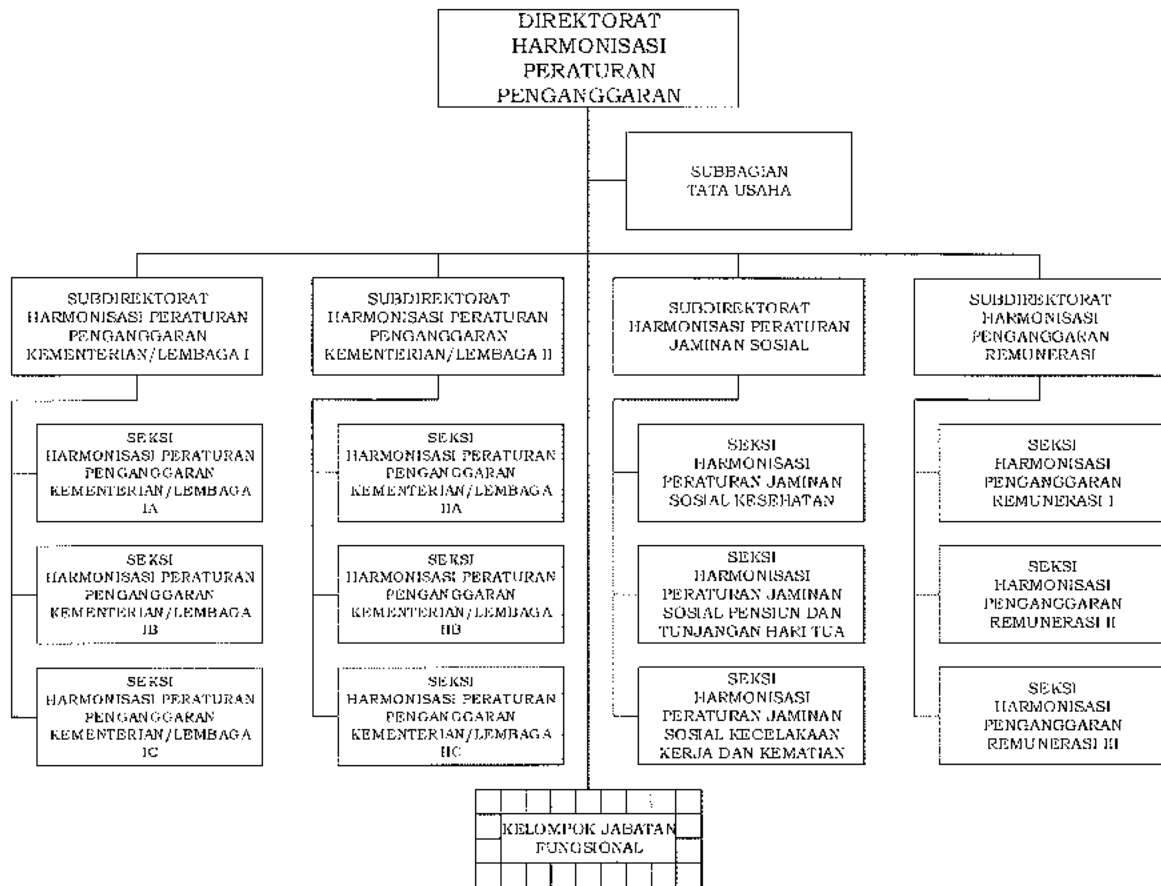 DIREKTORAT
HARMONISASI
PERATURAN
PENGANGGARAN
SUBBAGIAN
TATA USAHA
SUBDIREKTORAT
HARMONISASI PERATURAN
PENGANGGARAN
KEMENTERIAN/LEMBAGA I
SUBDIREKTORAT
HARMONISASI PERATURAN
PENGANGGARAN
KEMENTERIAN/LEMBAGA II
SUBDIREKTORAT
HARMONISASI PERATURAN
JAMINAN SOSIAL
SUBDIREKTORAT
HARMONISASI
PENGANGGARAN
REMUNERASI
SEKSI
HARMONISASI PERATURAN
PENGANGGARAN
KEMENTERIAN/LEMBAGA
IA
SEKSI
HARMONISASI PERATURAN
PENGANGGARAN
KEMENTERIAN/LEMBAGA
IIA
SEKSI
HARMONISASI
PERATURAN JAMINAN
SOSIAL KESEHATAN
SEKSI
HARMONISASI
PENGANGGARAN
REMUNERASI I
SEKSI
HARMONISASI PERATURAN
PENGANGGARAN
KEMENTERIAN/LEMBAGA
IB
SEKSI
HARMONISASI PERATURAN
PENGANGGARAN
KEMENTERIAN/LEMBAGA
IIB
SEKSI
HARMONISASI
PERATURAN JAMINAN
SOSIAL PENSIUN DAN
TUNJANGAN HARI TUA
SEKSI
HARMONISASI
PENGANGGARAN
REMUNERASI II
SEKSI
HARMONISASI PERATURAN
PENGANGGARAN
KEMENTERIAN/LEMBAGA
IC
SEKSI
HARMONISASI PERATURAN
PENGANGGARAN
KEMENTERIAN/LEMBAGA
IIC
SEKSI
HARMONISASI
PERATURAN JAMINAN
SOSIAL KECELAKAAN
KERJA DAN KEMATIAN
SEKSI
HARMONISASI
PENGANGGARAN
REMUNERASI III
KELOMPOK JABATAN
FUNGSIONAL